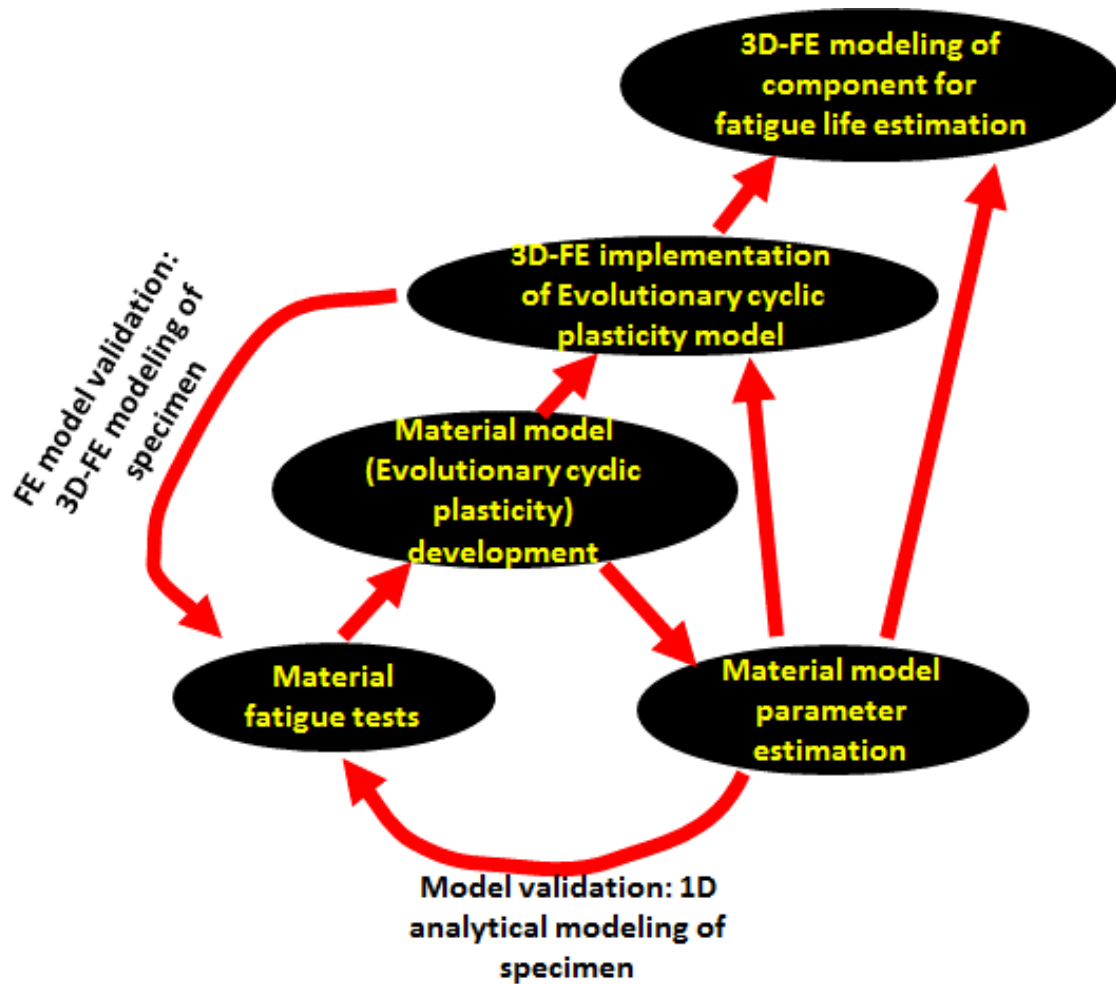 3D-FE modeling of
component for
fatigue life estimation
3D-FE implementation
of Evolutionary cyclic
plasticity model
FE model validation:
3D-FE modeling of
specimen
Material model
(Evolutionary cyclic
plasticity)
development
Material
fatigue tests
Material model
parameter
estimation
Model validation: 1D
analytical modeling of
specimen